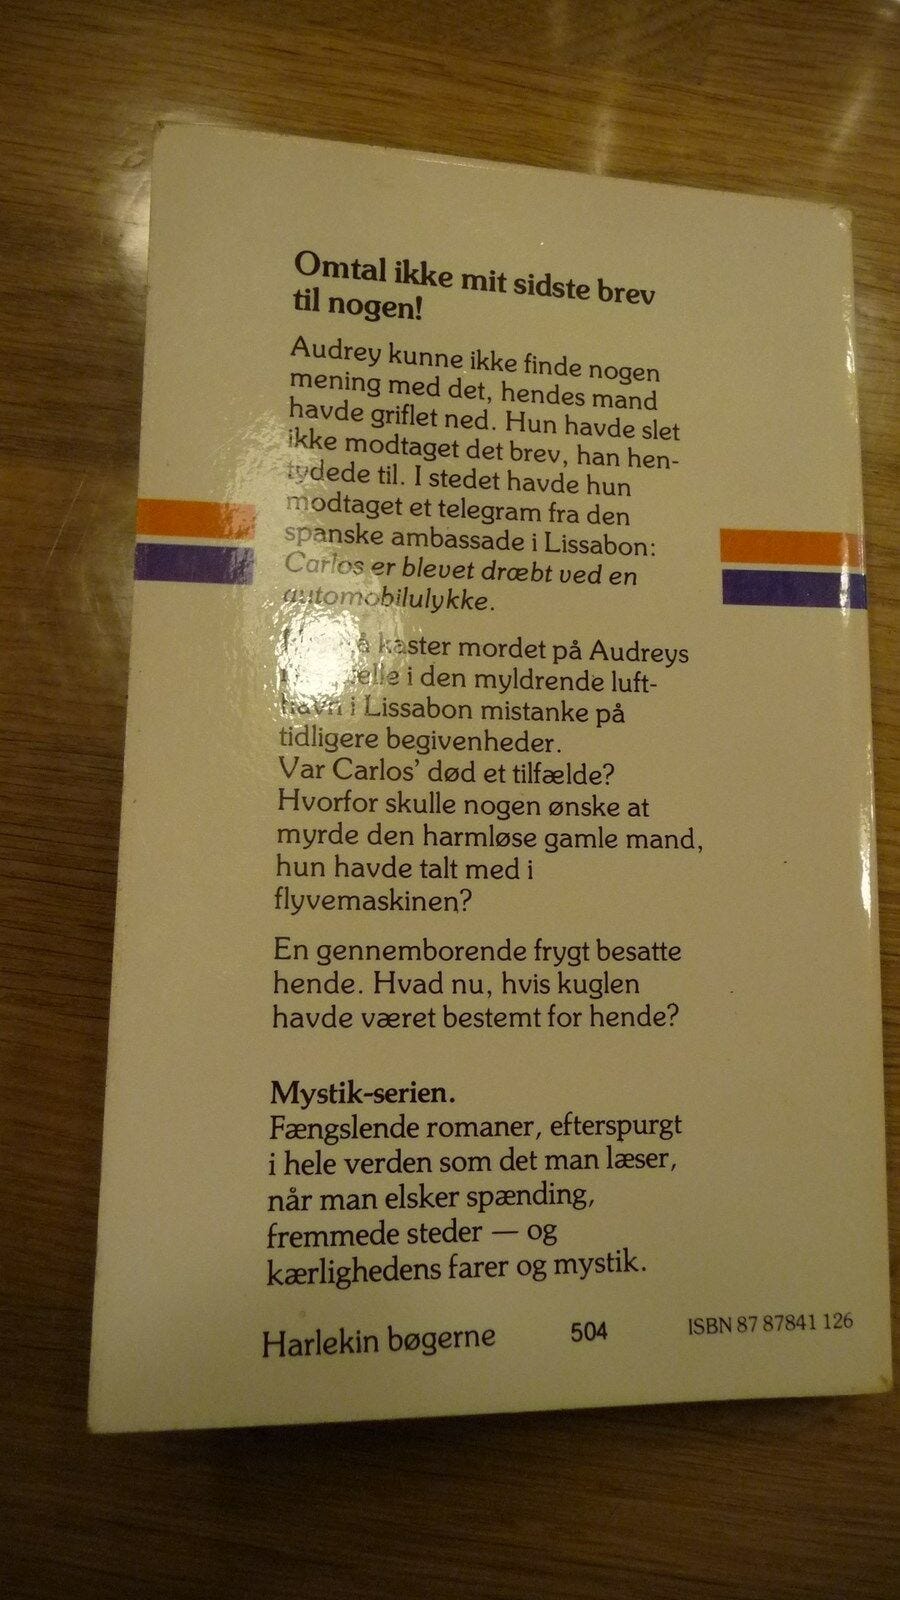 Omtal ikke mit sidste brev
til nogen!
Audrey kunne ikke finde nogen
mening med det, hendes mand
havde griflet ned. Hun havde slet
ikke modtaget det brev, han hen-
tydede til. I stedet havde hun
modtaget et telegram fra den
spanske ambassade i Lissabon:
Carlos er blevet dræbt ved en
automobilulykke.
kaster mordet på Audreys
i den myldrende luft-
havn i Lissabon mistanke på
tidligere begivenheder.
Var Carlos' død et tilfælde?
Hvorfor skulle nogen ønske at
myrde den harmløse gamle mand,
hun havde talt med i
flyvemaskinen?
En gennemborende frygt besatte
hende. Hvad nu, hvis kuglen
havde været bestemt for hende?
Mystik-serien.
Fængslende romaner, efterspurgt
i hele verden som det man læser,
når man elsker spænding,
fremmede steder — og
kærlighedens farer og mystik.
Harlekin bøgerne 504 ISBN 87 87841 126